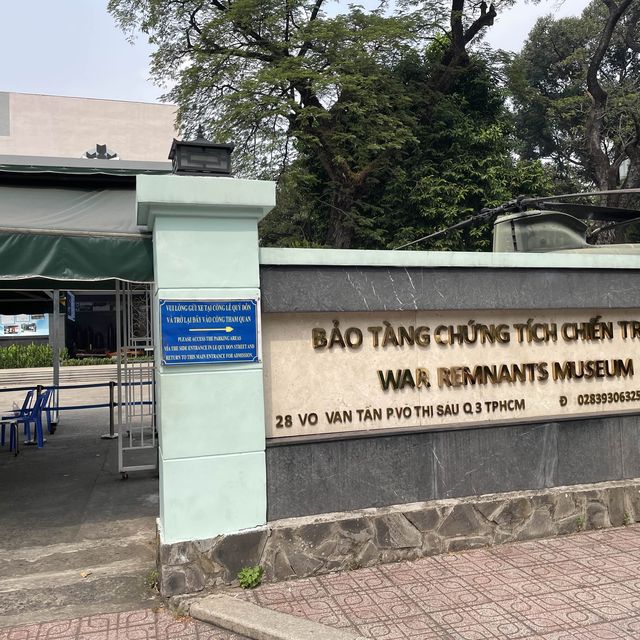 VUI LÒNG GỬI XE TẠI CỔNG LÊ QUÝ ĐÔN
VÀ TRỞ LẠI ĐÂY VÀO CỔNG THAM QUAN
PLEASE ACCESS THE PARKING AREAS
VIA THE SIDE ENTRANCE IN LE QUY DON STREET AND
RETURN TO THIS MAIN ENTRANCE FOR ADMISSION
BẢO TÀNG CHỨNG TÍCH CHIẾN TR
WAR REMNANTS MUSEUM
28 VO VAN TẦN P.VO THI SAU Q.3 TPHCM Đ 02839306325